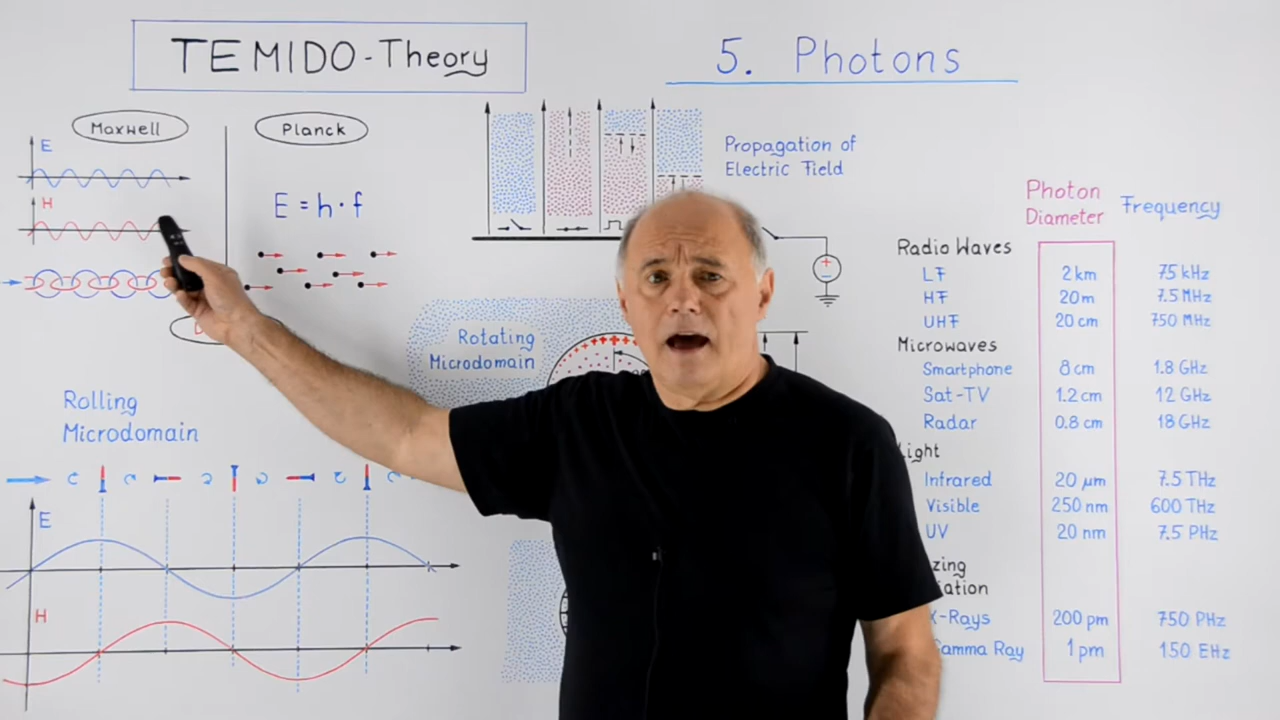 TEMIDO-Theory
5. Photons
Maxwell
Planck
E
H
E = h · f
Propagation of
Electric Field
Rotating
Microdomain
+
Rolling
Microdomain
E
H
Photon
Diameter
Frequency
Radio Waves
LF 2 km 75 kHz
HF 20 m 7.5 MHz
UHF 20 cm 750 MHz
Microwaves
Smartphone 8 cm 1.8 GHz
Sat-TV 1.2 cm 12 GHz
Radar 0.8 cm 18 GHz
ight
Infrared 20 µm 7.5 THz
Visible 250 nm 600 THz
UV 20 nm 7.5 PHz
zing
ation
X-Rays 200 pm 750 PHz
amma Ray 1 pm 150 EHz